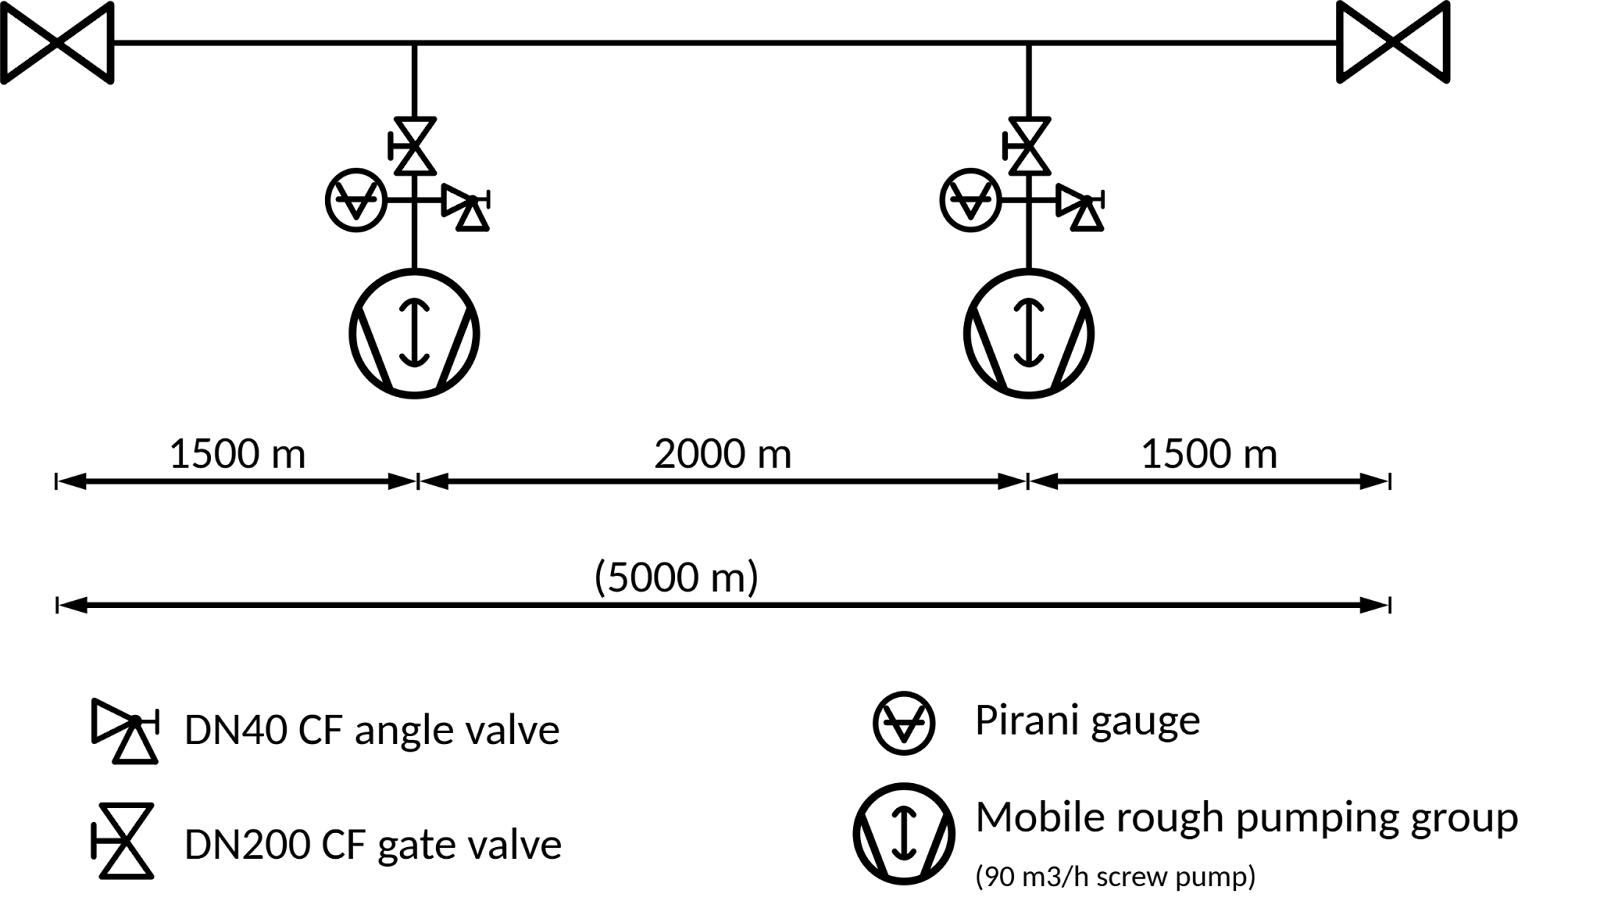 1500 m
2000 m
1500 m
(5000 m)
DN40 CF angle valve
Pirani gauge
DN200 CF gate valve
Mobile rough pumping group
(90 m3/h screw pump)